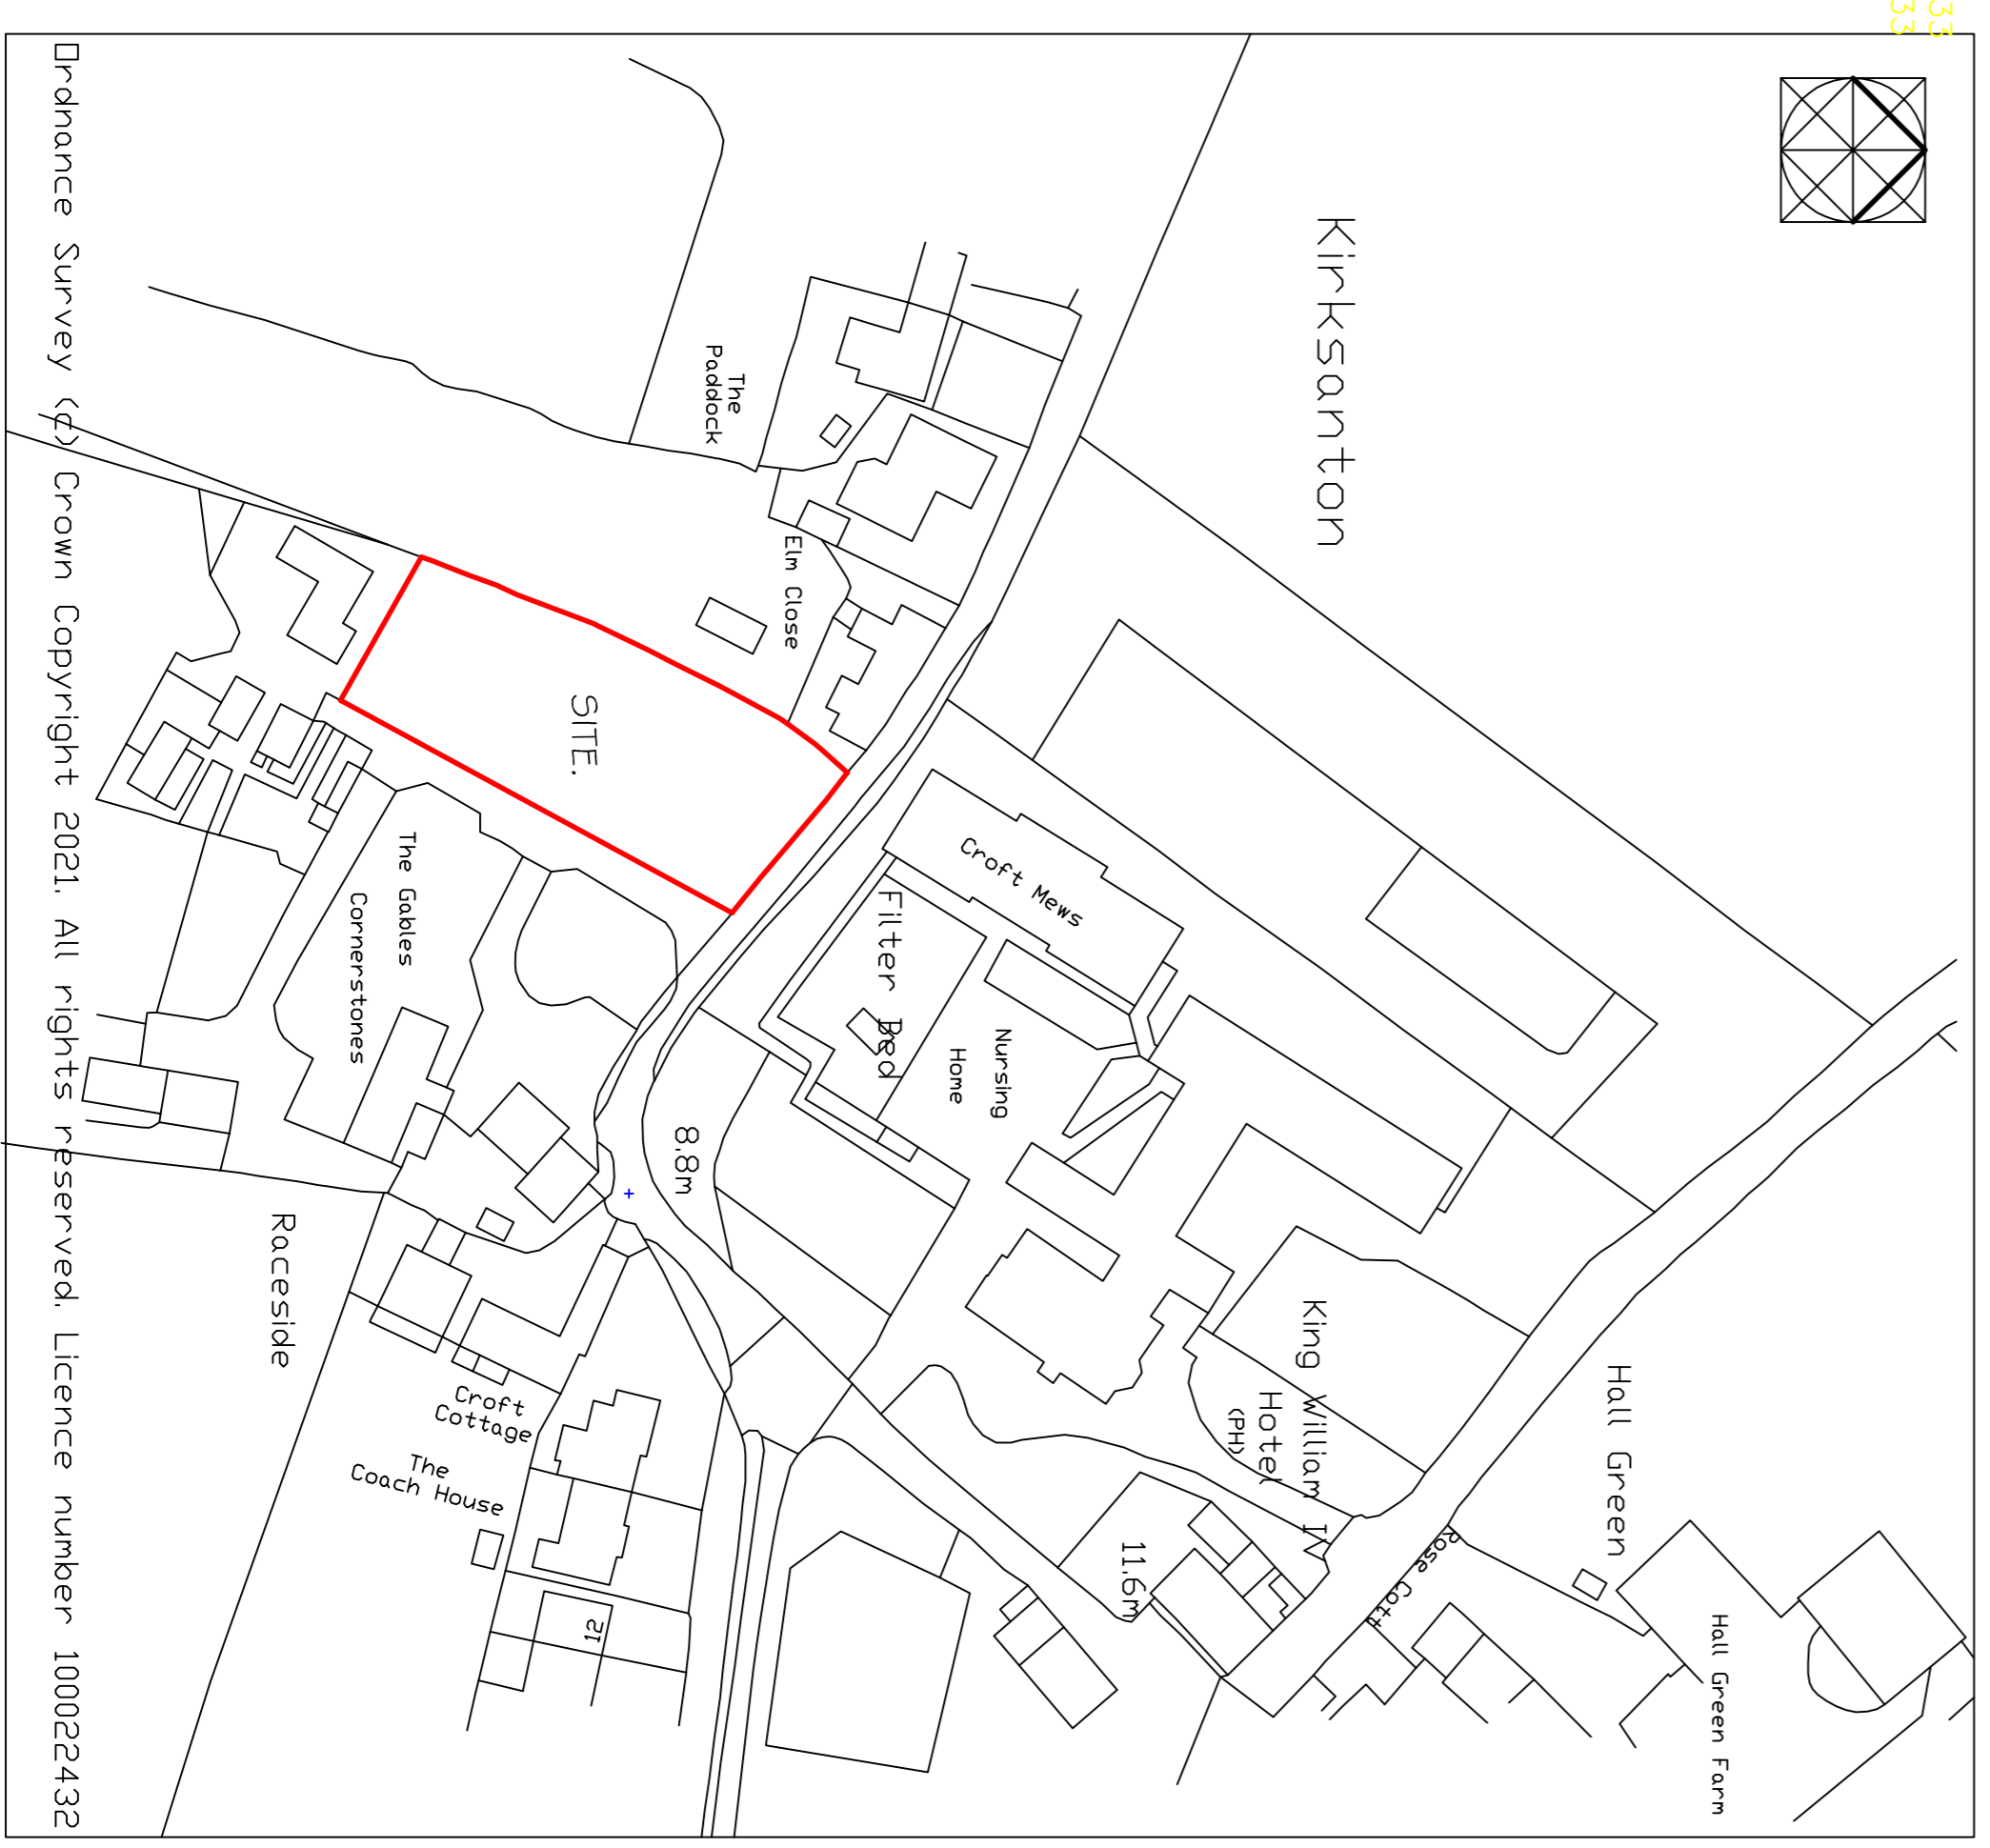 33
33
Kirksanton
Hall Green
Hall Green Farm
King William IV
Hotel
(PH)
Rose Cott
11.6m
Croft Mews
Nursing
Home
Filter Bed
The
Paddock
Elm Close
SITE.
8.8m
The Gables
Cornerstones
Raceside
Croft
Cottage
The
Coach House
12
Ordnance Survey (c) Crown Copyright 2021. All rights reserved. Licence number 100022432